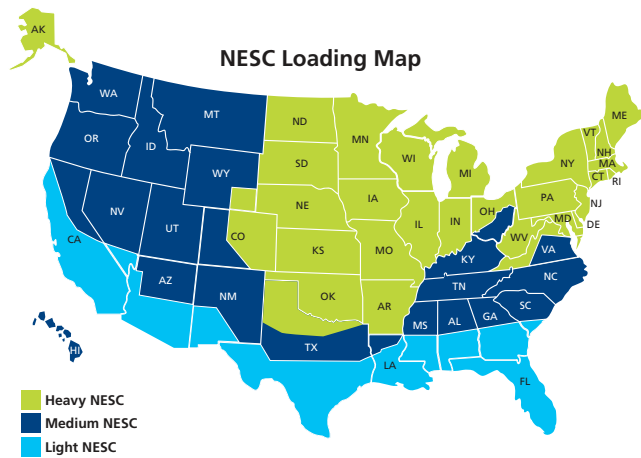 AK
NESC Loading Map
WA
MT
ND
MN
ME
VT
NH
OR
ID
SD
WI
MI
NY
MA
CT
RI
WY
IA
PA
NJ
NE
OH
MD
DE
NV
UT
CO
IL
IN
WV
CA
KS
MO
KY
VA
AZ
NM
OK
AR
TN
NC
SC
MS
AL
GA
HI
TX
LA
FL
Heavy NESC
Medium NESC
Light NESC